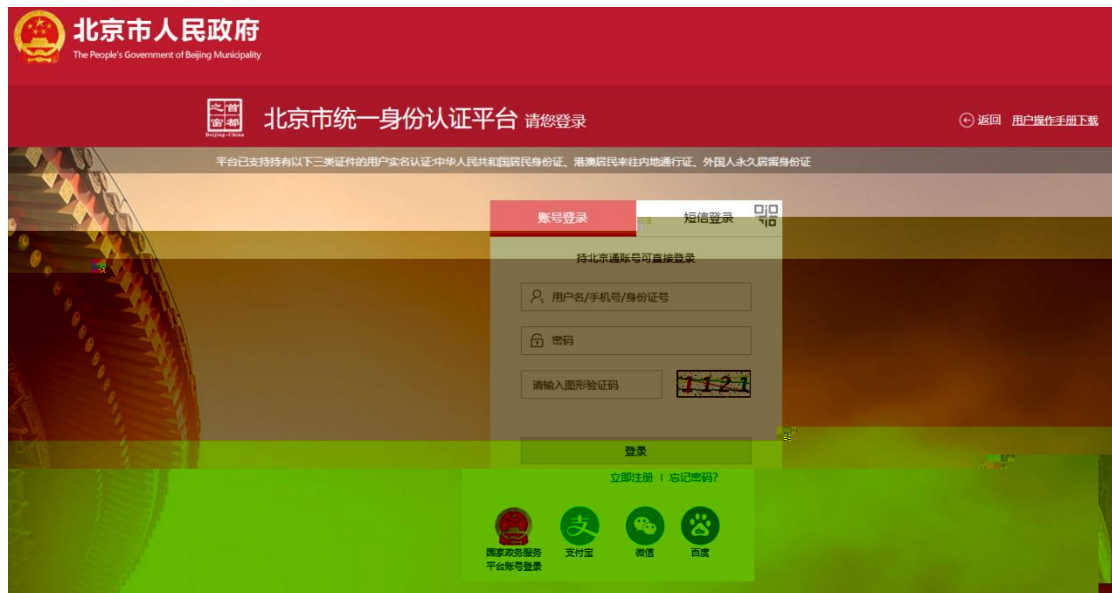 北京市人民政府
The People's Government of Beijing Municipality
之首
窗都
Beijing-China
北京市统一身份认证平台 请您登录
返回 用户操作手册下载
平台已支持持有以下三类证件的用户实名认证:中华人民共和国居民身份证、港澳居民来往内地通行证、外国人永久居留身份证
账号登录 短信登录
持北京通账号可直接登录
用户名/手机号/身份证号
密码
请输入图形验证码 1121
登录
立即注册 | 忘记密码?
国家政务服务
平台账号登录
支付宝
微信
百度